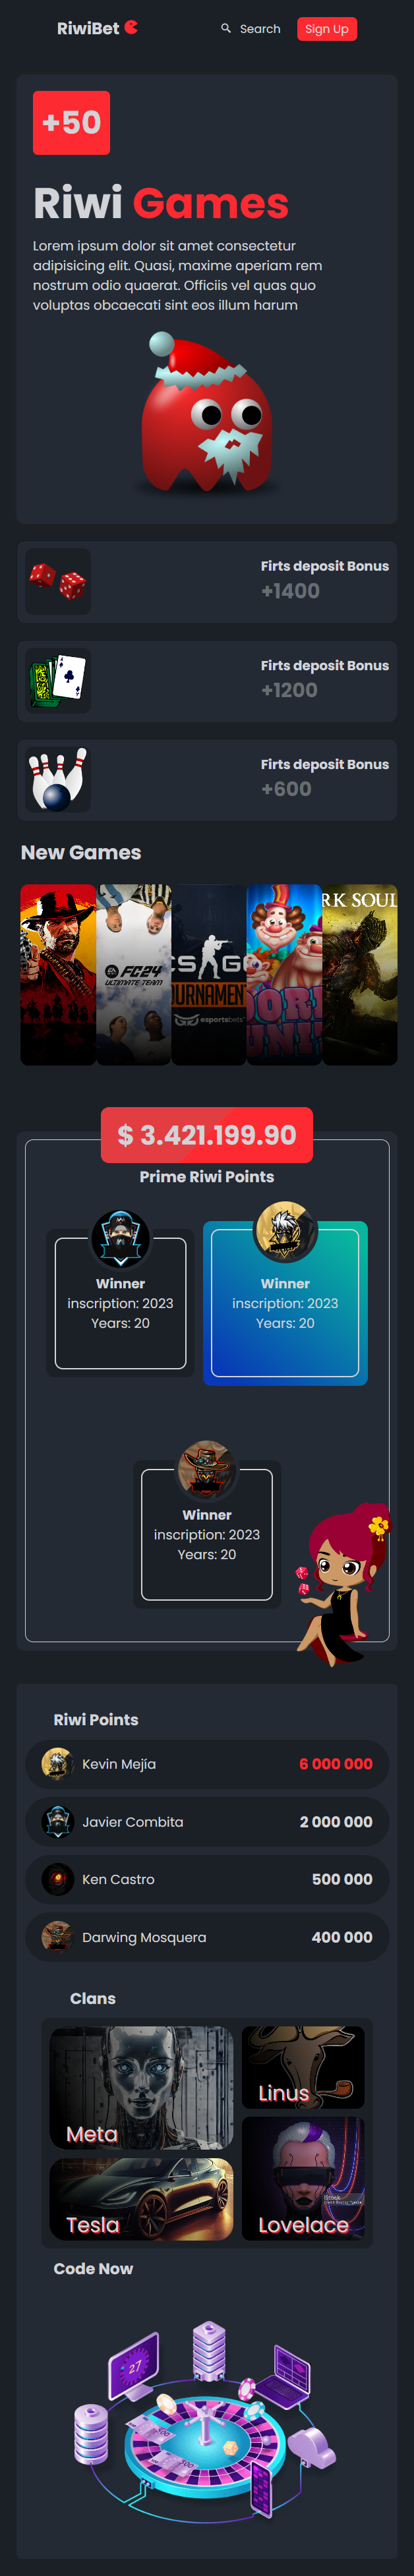 RiwiBet
Search
Sign Up
+50
Riwi Games
Lorem ipsum dolor sit amet consectetur
adipisicing elit. Quasi, maxime aperiam rem
nostrum odio quaerat. Officiis vel quas quo
voluptas obcaecati sint eos illum harum
Firts deposit Bonus
+1400
Firts deposit Bonus
+1200
Firts deposit Bonus
+600
New Games
FC24
ULTIMATE TEAM
CS GO
OURNAMEN
esportsbets
RK SOUL
$ 3.421.199.90
Prime Riwi Points
Winner
inscription: 2023
Years: 20
Winner
inscription: 2023
Years: 20
Winner
inscription: 2023
Years: 20
Riwi Points
Kevin Mejía
6 000 000
Javier Combita
2 000 000
Ken Castro
500 000
Darwing Mosquera
400 000
Clans
Meta
Linus
Tesla
iStock
Lovelace
Code Now
27